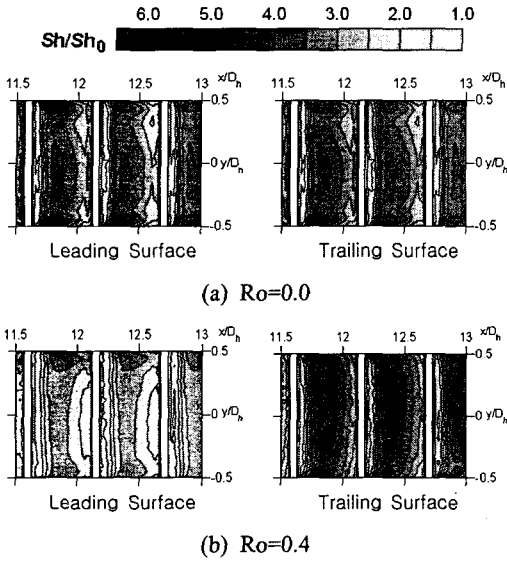 6.0 5.0 4.0 3.0 2.0 1.0
Sh/Sh0
11.5 12 12.5 13 x/Dh
0.5
0 y/Dh
-0.5
Leading Surface
11.5 12 12.5 13 x/Dh
0.5
0 y/Dh
-0.5
Trailing Surface
(a) Ro=0.0
11.5 12 12.5 13 x/Dh
0.5
0 y/Dh
-0.5
Leading Surface
11.5 12 12.5 13 x/Dh
0.5
0 y/Dh
-0.5
Trailing Surface
(b) Ro=0.4